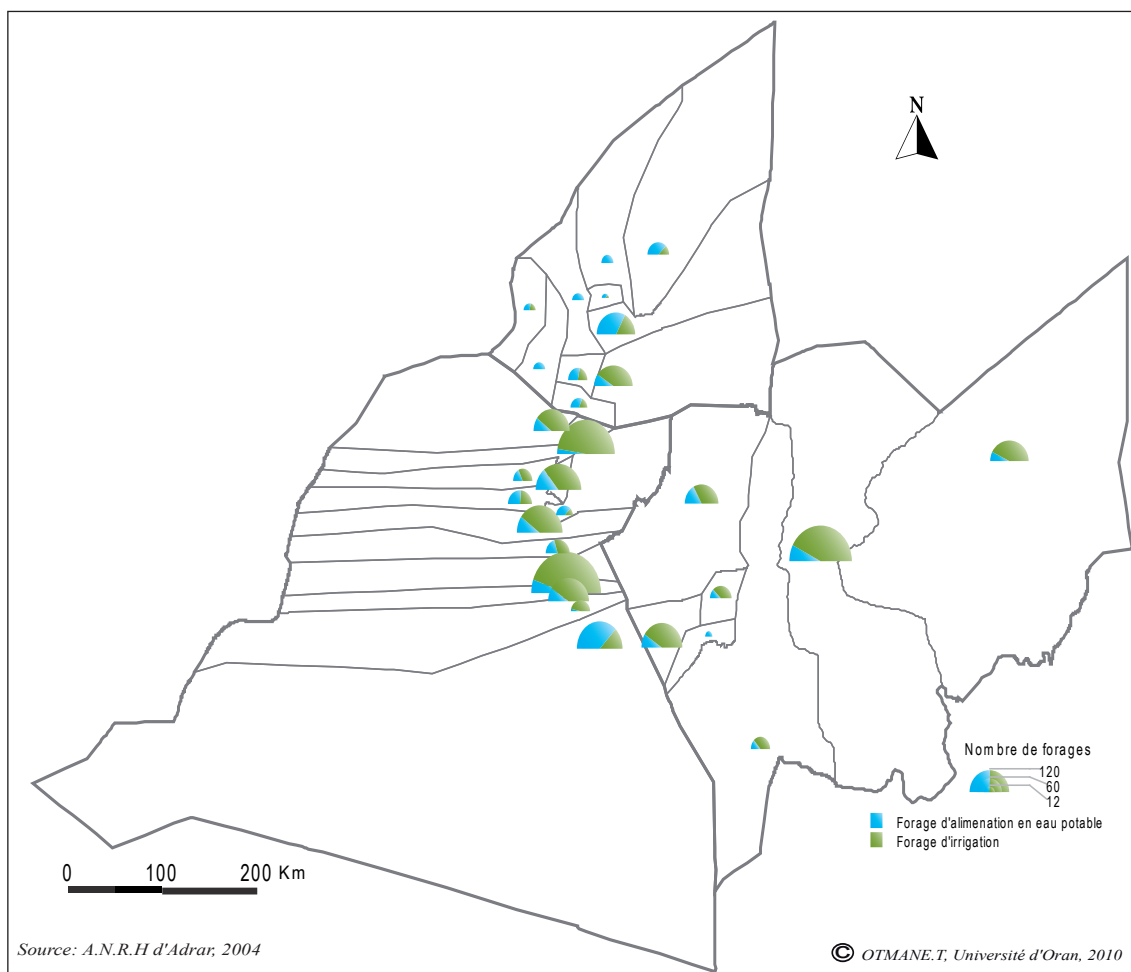 N
Nombre de forages
120
60
12
Forage d'alimenation en eau potable
Forage d'irrigation
0 100 200 Km
Source: A.N.R.H d'Adrar, 2004
© OTMANE.T, Université d'Oran, 2010